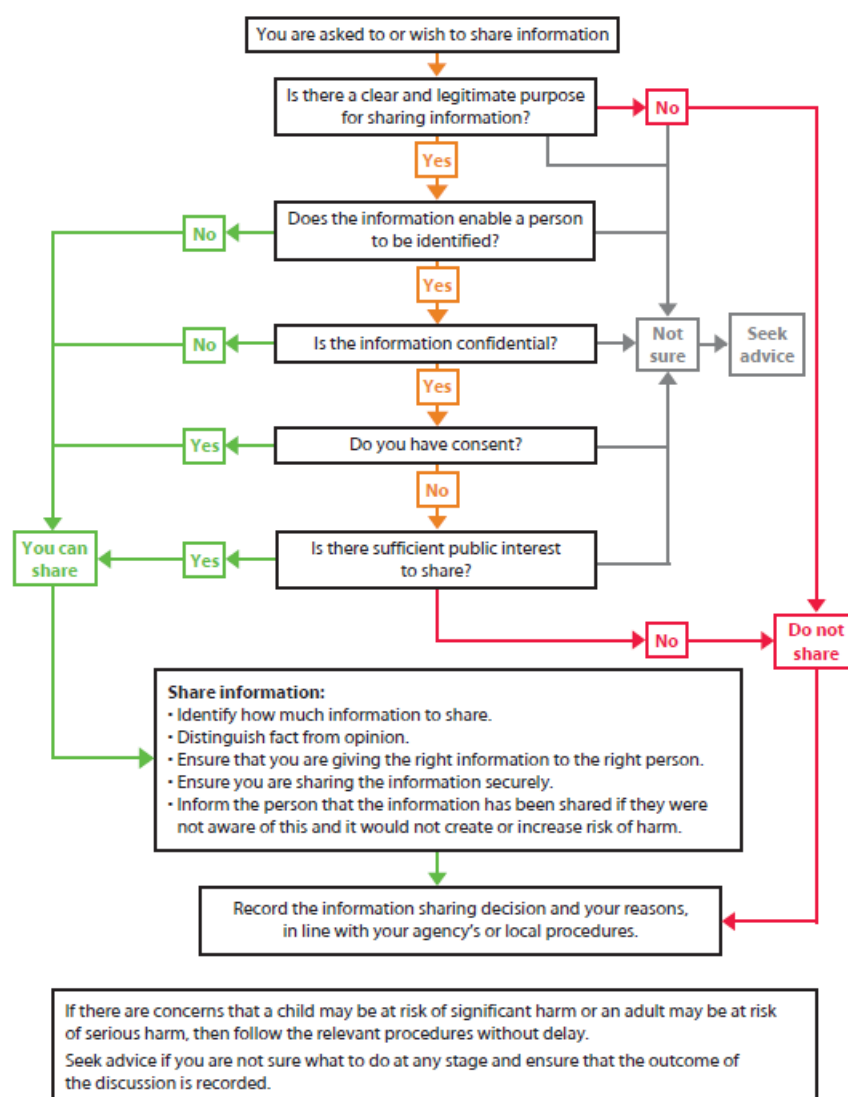 You are asked to or wish to share information
Is there a clear and legitimate purpose
for sharing information?
No
Yes
Does the information enable a person
to be identified?
No
Yes
Is the information confidential?
No
Not
sure
Seek
advice
Yes
Do you have consent?
Yes
No
Is there sufficient public interest
to share?
Yes
You can
share
No
Do not
share
Share information:
• Identify how much information to share.
• Distinguish fact from opinion.
• Ensure that you are giving the right information to the right person.
• Ensure you are sharing the information securely.
• Inform the person that the information has been shared if they were
not aware of this and it would not create or increase risk of harm.
Record the information sharing decision and your reasons,
in line with your agency's or local procedures.
If there are concerns that a child may be at risk of significant harm or an adult may be at risk
of serious harm, then follow the relevant procedures without delay.
Seek advice if you are not sure what to do at any stage and ensure that the outcome of
the discussion is recorded.